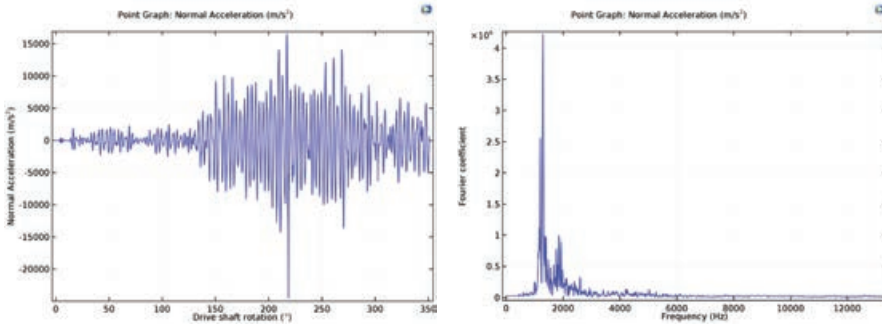 Point Graph: Normal Acceleration (m/s²)
15000
10000
5000
0
-5000
-10000
-15000
-20000
Normal Acceleration (m/s²)
0 50 100 150 200 250 300 350
Drive shaft rotation (°)
Point Graph: Normal Acceleration (m/s²)
×10⁶
4
3.5
3
2.5
2
1.5
1
0.5
0
Fourier coefficient
0 2000 4000 6000 8000 10000 12000
Frequency (Hz)